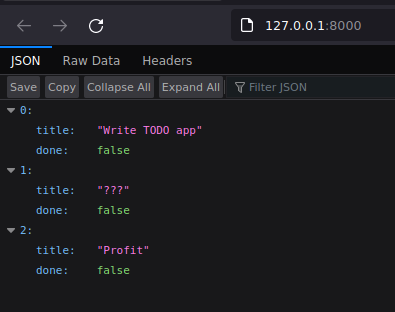 127.0.0.1:8000
JSON Raw Data Headers
Save Copy Collapse All Expand All Filter JSON
0:
title: "Write TODO app"
done: false
1:
title: "???"
done: false
2:
title: "Profit"
done: false